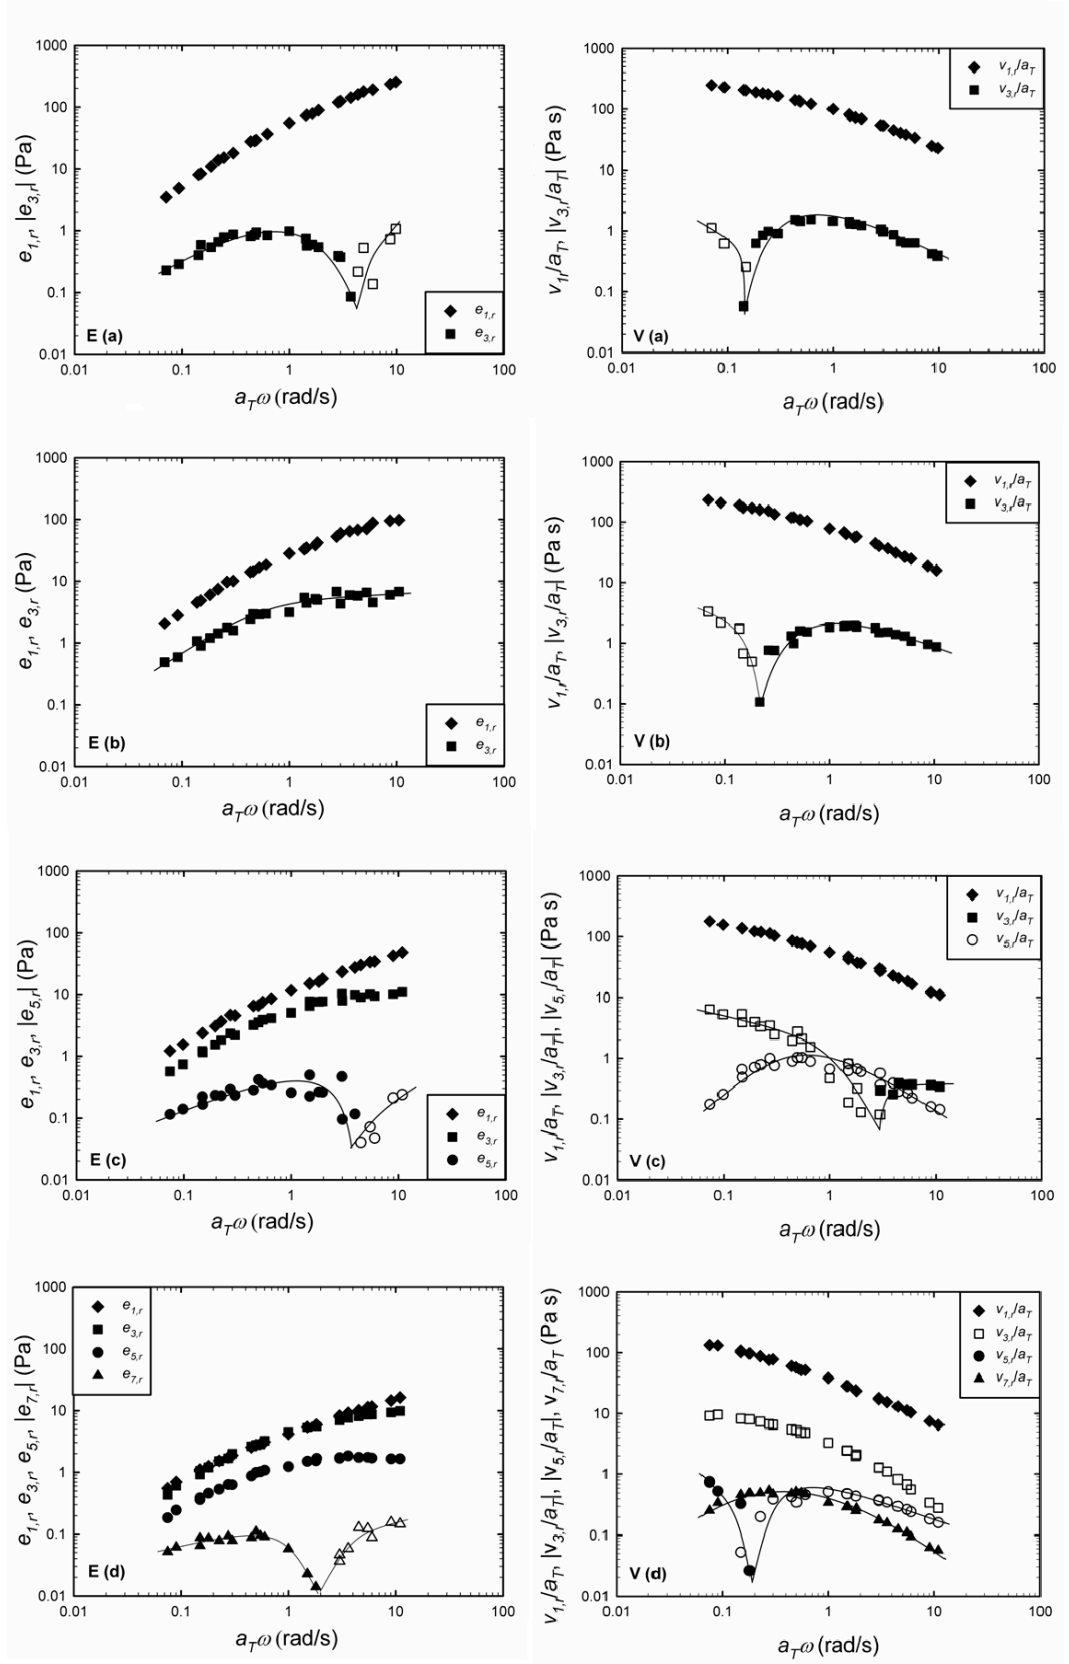 1000
100
10
1
0.1
0.01
e1,r, |e3,r| (Pa)
E (a)
e1,r
e3,r
0.01 0.1 1 10 100
aTω (rad/s)
1000
100
10
1
0.1
0.01
v1r/aT, |v3,r/aT| (Pa s)
v1,r/aT
v3,r/aT
V (a)
0.01 0.1 1 10 100
aTω (rad/s)
1000
100
10
1
0.1
0.01
e1,r, e3,r (Pa)
E (b)
e1,r
e3,r
0.01 0.1 1 10 100
aTω (rad/s)
1000
100
10
1
0.1
0.01
v1,r/aT, |v3,r/aT| (Pa s)
v1,r/aT
v3,r/aT
V (b)
0.01 0.1 1 10 100
aTω (rad/s)
1000
100
10
1
0.1
0.01
e1,r, e3,r, |e5,r| (Pa)
E (c)
e1,r
e3,r
e5,r
0.01 0.1 1 10 100
aTω (rad/s)
1000
100
10
1
0.1
0.01
v1,r/aT, |v3,r/aT|, |v5,r/aT| (Pa s)
v1,r/aT
v3,r/aT
v5,r/aT
V (c)
0.01 0.1 1 10 100
aTω (rad/s)
1000
100
10
1
0.1
0.01
e1,r, e3,r, e5,r, |e7,r| (Pa)
e1,r
e3,r
e5,r
e7,r
E (d)
0.01 0.1 1 10 100
aTω (rad/s)
1000
100
10
1
0.1
0.01
v1,r/aT, |v3,r/aT|, |v5,r/aT|, v7,r/aT (Pa s)
v1,r/aT
v3,r/aT
v5,r/aT
v7,r/aT
V (d)
0.01 0.1 1 10 100
aTω (rad/s)